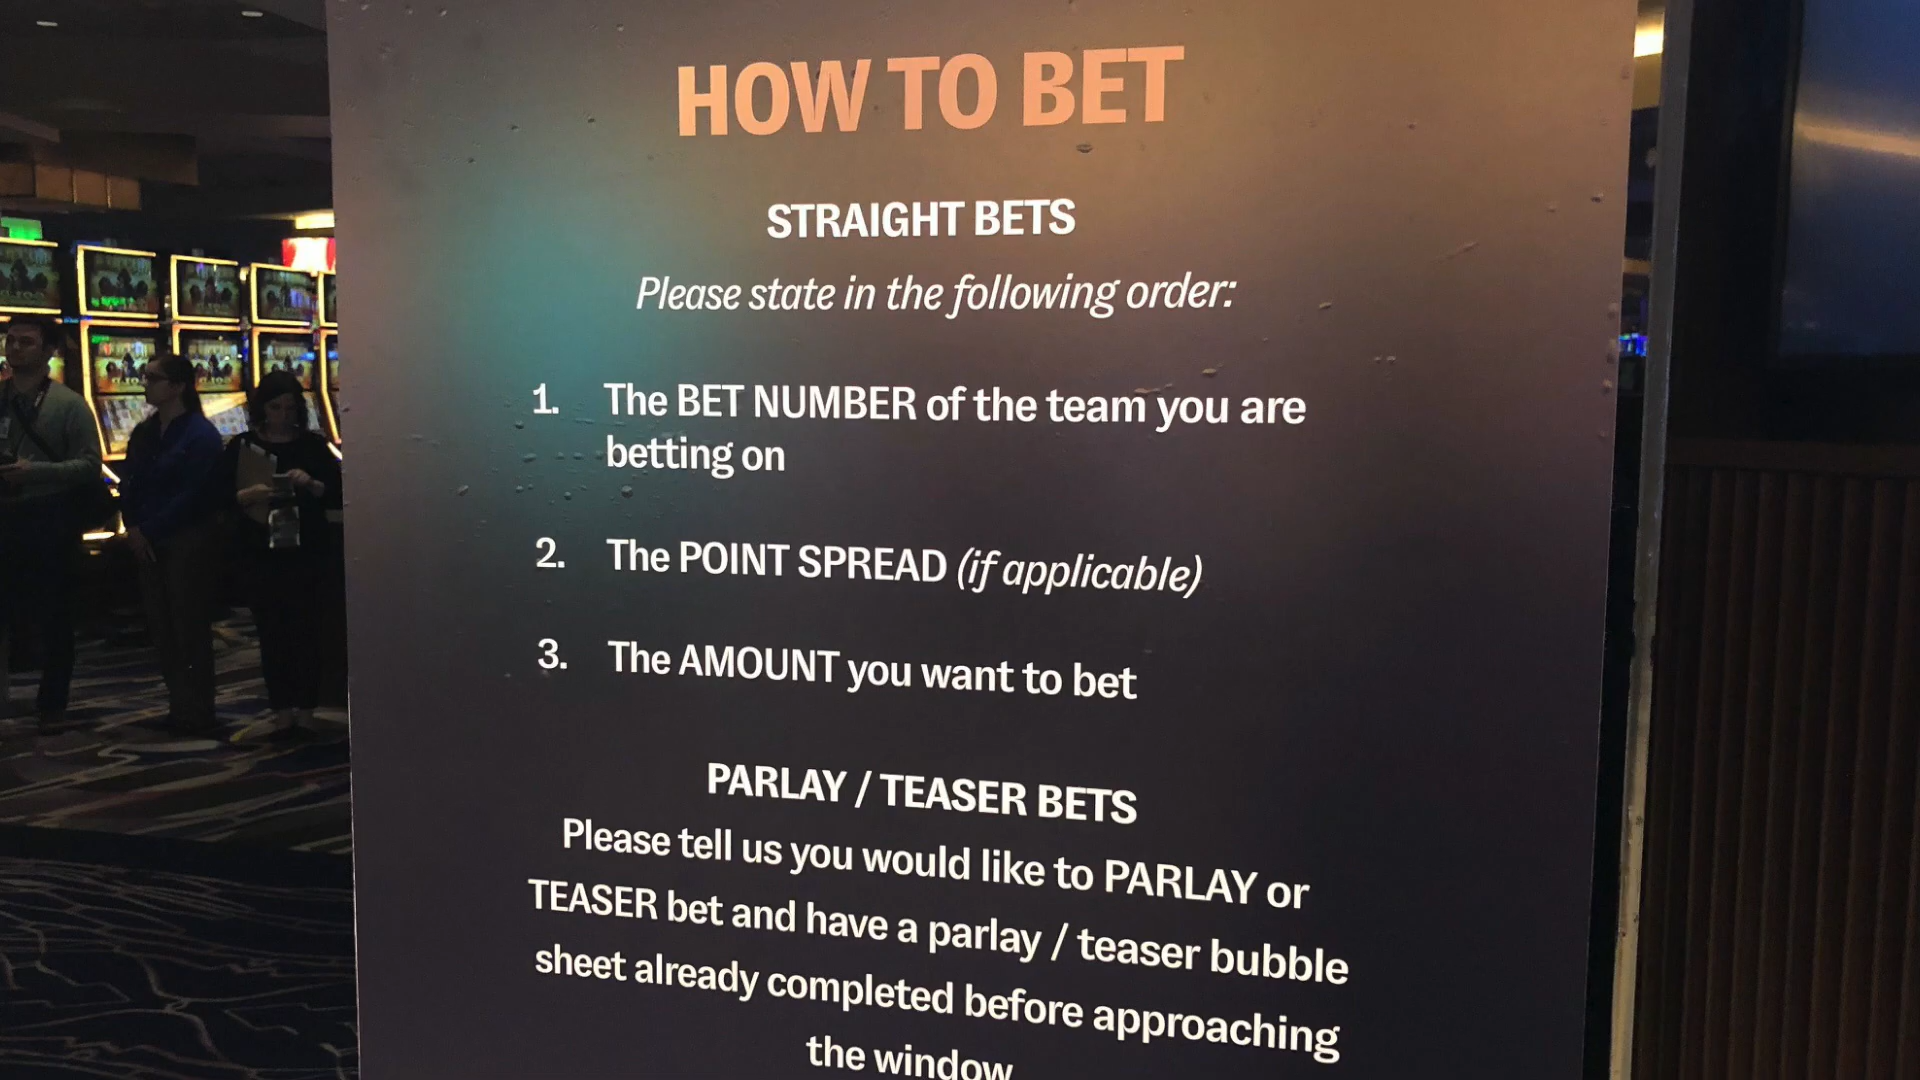 HOW TO BET
STRAIGHT BETS
Please state in the following order:
1. The BET NUMBER of the team you are
betting on
2. The POINT SPREAD (if applicable)
3. The AMOUNT you want to bet
PARLAY / TEASER BETS
Please tell us you would like to PARLAY or
TEASER bet and have a parlay / teaser bubble
sheet already completed before approaching
the window